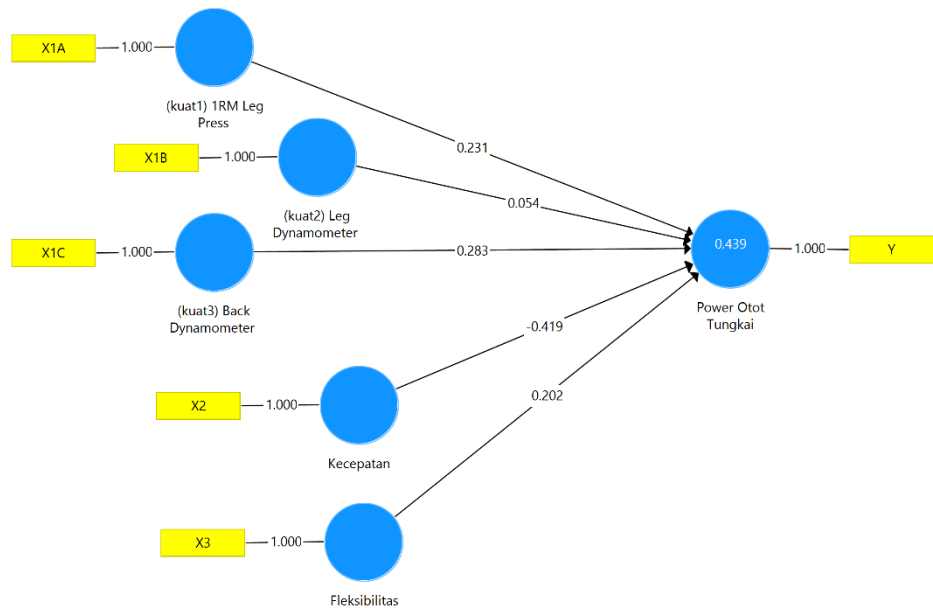 X1A
1.000
(kuat1) 1RM Leg
Press
0.231
X1B
1.000
(kuat2) Leg
Dynamometer
0.054
X1C
1.000
(kuat3) Back
Dynamometer
0.283
0.439
1.000
Y
Power Otot
Tungkai
-0.419
X2
1.000
Kecepatan
0.202
X3
1.000
Fleksibilitas